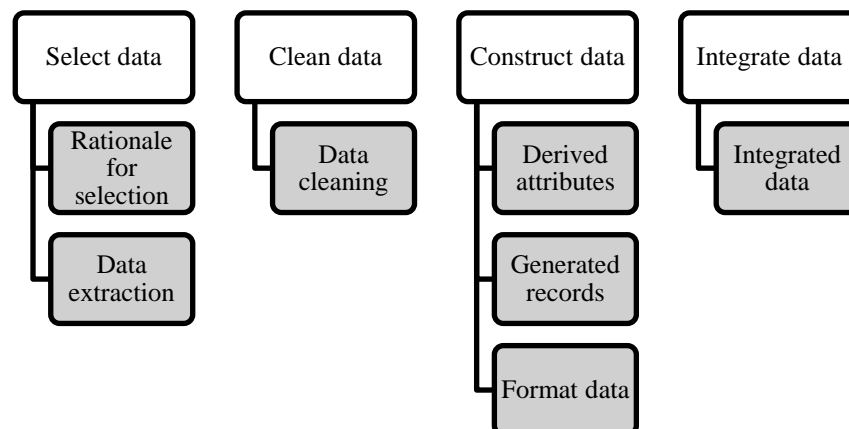 Select data
Rationale
for
selection
Data
extraction
Clean data
Data
cleaning
Construct data
Derived
attributes
Generated
records
Format data
Integrate data
Integrated
data